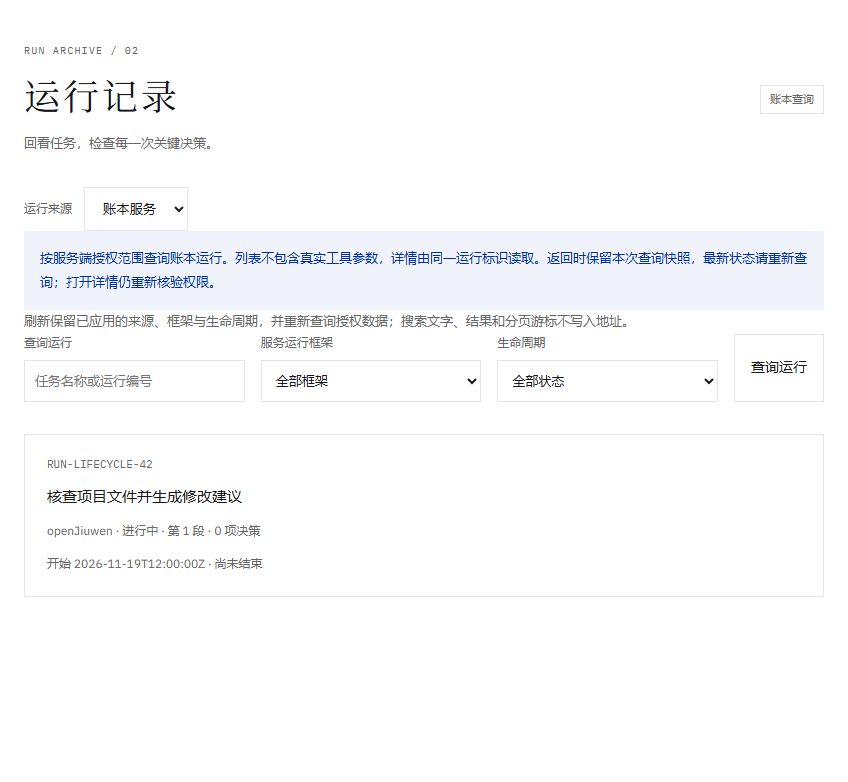 RUN ARCHIVE / 02
运行记录
账本查询
回看任务，检查每一次关键决策。
运行来源
账本服务
按服务端授权范围查询账本运行。列表不包含真实工具参数，详情由同一运行标识读取。返回时保留本次查询快照，最新状态请重新查
询；打开详情仍重新核验权限。
刷新保留已应用的来源、框架与生命周期，并重新查询授权数据；搜索文字、结果和分页游标不写入地址。
查询运行
服务运行框架
生命周期
任务名称或运行编号
全部框架
全部状态
查询运行
RUN-LIFECYCLE-42
核查项目文件并生成修改建议
openJiuwen · 进行中 · 第 1 段 · 0 项决策
开始 2026-11-19T12:00:00Z · 尚未结束